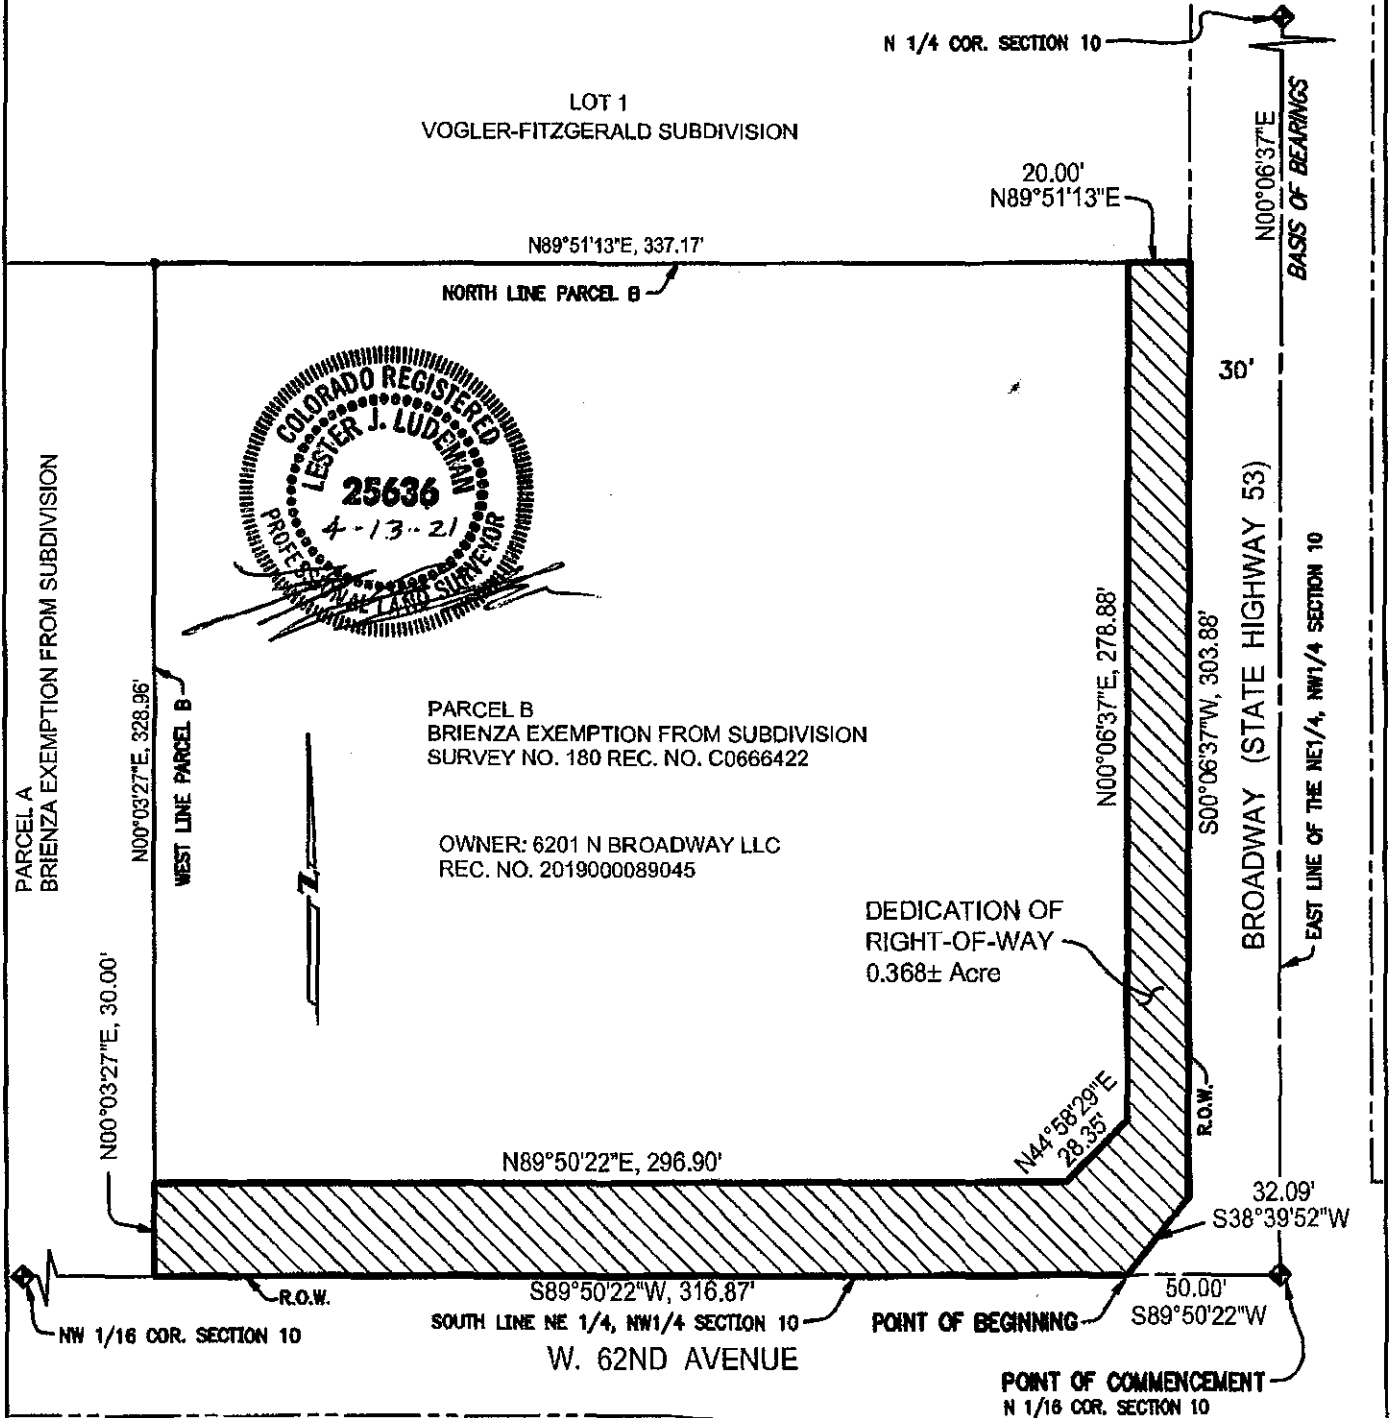 N 1/4 COR. SECTION 10
LOT 1
VOGLER-FITZGERALD SUBDIVISION
N00°06'37"E
BASIS OF BEARINGS
20.00'
N89°51'13"E
N89°51'13"E, 337.17'
NORTH LINE PARCEL B
30'
COLORADO REGISTERED
LESTER J. LUDEMAN
25636
4-13-21
PROFESSIONAL LAND SURVEYOR
PARCEL A
BRIENZA EXEMPTION FROM SUBDIVISION
N00°03'27"E, 328.96'
WEST LINE PARCEL B
PARCEL B
BRIENZA EXEMPTION FROM SUBDIVISION
SURVEY NO. 180 REC. NO. C0666422
OWNER: 6201 N BROADWAY LLC
REC. NO. 2019000089045
N
N00°06'37"E, 278.88'
S00°06'37"W, 303.88'
BROADWAY (STATE HIGHWAY 53)
EAST LINE OF THE NE1/4, NW1/4 SECTION 10
DEDICATION OF
RIGHT-OF-WAY
0.368± Acre
N00°03'27"E, 30.00'
N89°50'22"E, 296.90'
N44°58'29"E
28.35'
R.O.W.
32.09'
S38°39'52"W
R.O.W.
S89°50'22"W, 316.87'
50.00'
S89°50'22"W
NW 1/16 COR. SECTION 10
SOUTH LINE NE 1/4, NW1/4 SECTION 10
POINT OF BEGINNING
W. 62ND AVENUE
POINT OF COMMENCEMENT
N 1/16 COR. SECTION 10